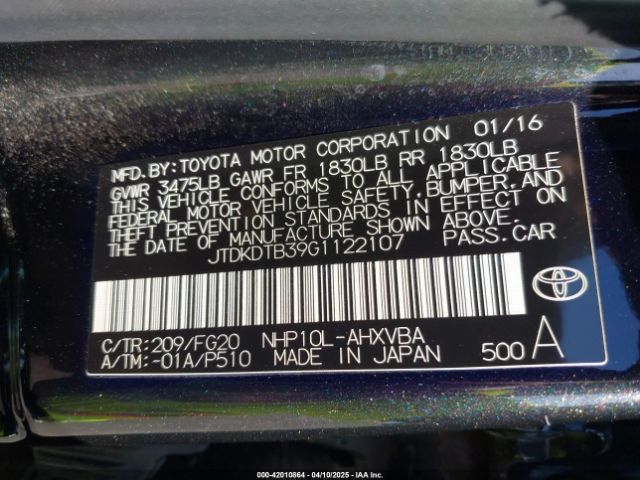 MFD.BY:TOYOTA MOTOR CORPORATION 01/16
GVWR 3475LB GAWR FR 1830LB RR 1830LB
THIS VEHICLE CONFORMS TO ALL APPLICABLE
FEDERAL MOTOR VEHICLE SAFETY, BUMPER, AND
THEFT PREVENTION STANDARDS IN EFFECT ON
THE DATE OF MANUFACTURE SHOWN ABOVE.
JTDKDTB39G1122107 PASS.CAR
C/TR:209/FG20 NHP10L-AHXVBA
A/TM:-01A/P510 MADE IN JAPAN 500 A
TOYOTA
000-42010864 - 04/10/2025 - IAAI.COM